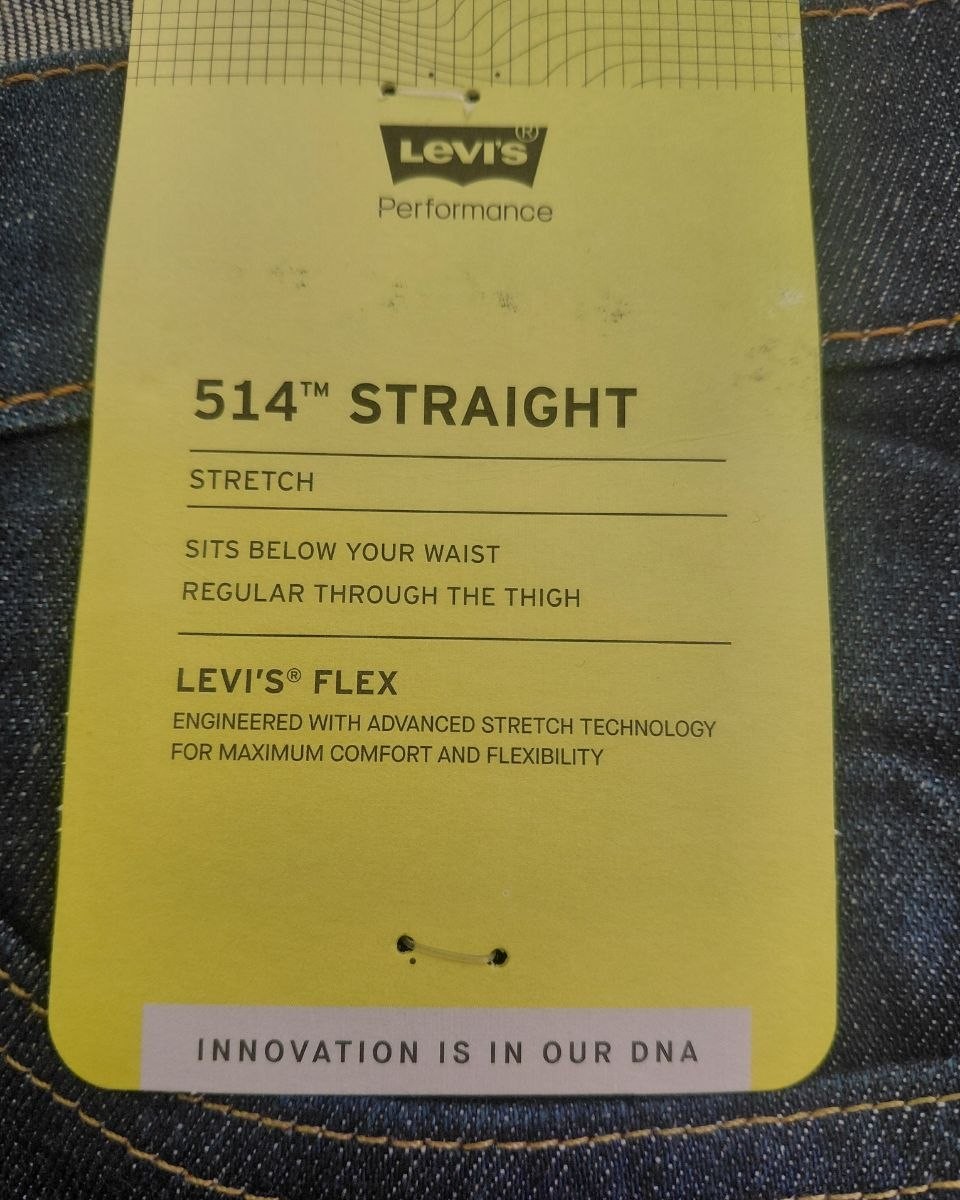 LEVI'S®
Performance
514™ STRAIGHT
STRETCH
SITS BELOW YOUR WAIST
REGULAR THROUGH THE THIGH
LEVI'S® FLEX
ENGINEERED WITH ADVANCED STRETCH TECHNOLOGY
FOR MAXIMUM COMFORT AND FLEXIBILITY
INNOVATION IS IN OUR DNA